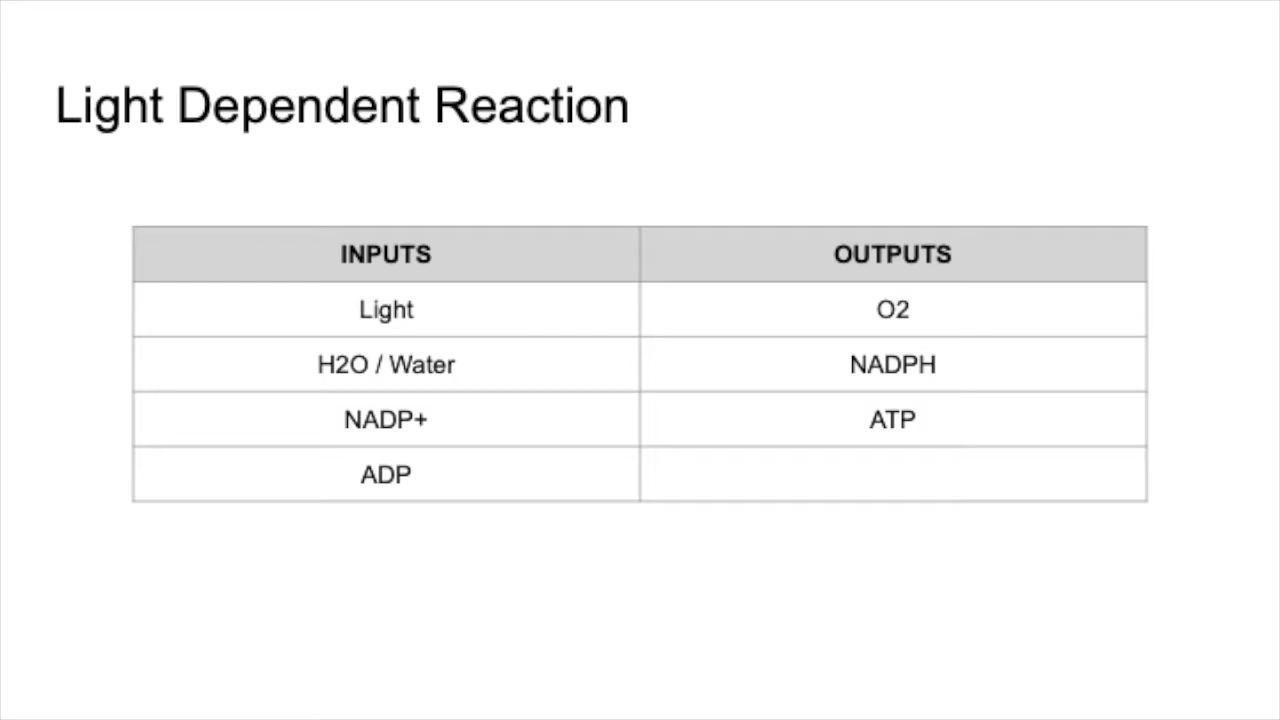 Light Dependent Reaction
INPUTS OUTPUTS
Light O2
H2O / Water NADPH
NADP+ ATP
ADP